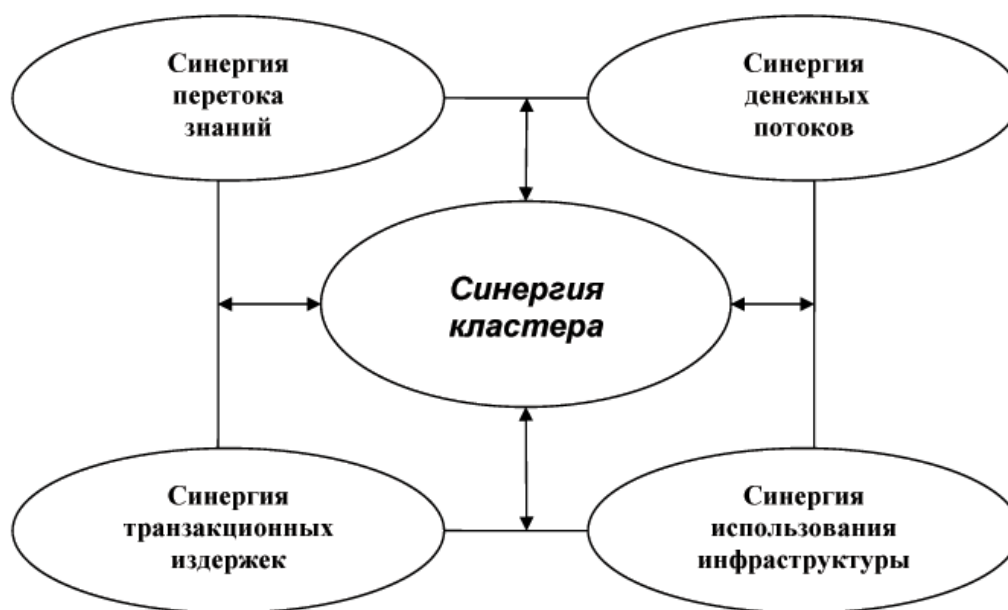 Синергия
перетока
знаний
Синергия
денежных
потоков
Синергия
кластера
Синергия
транзакционных
издержек
Синергия
использования
инфраструктуры